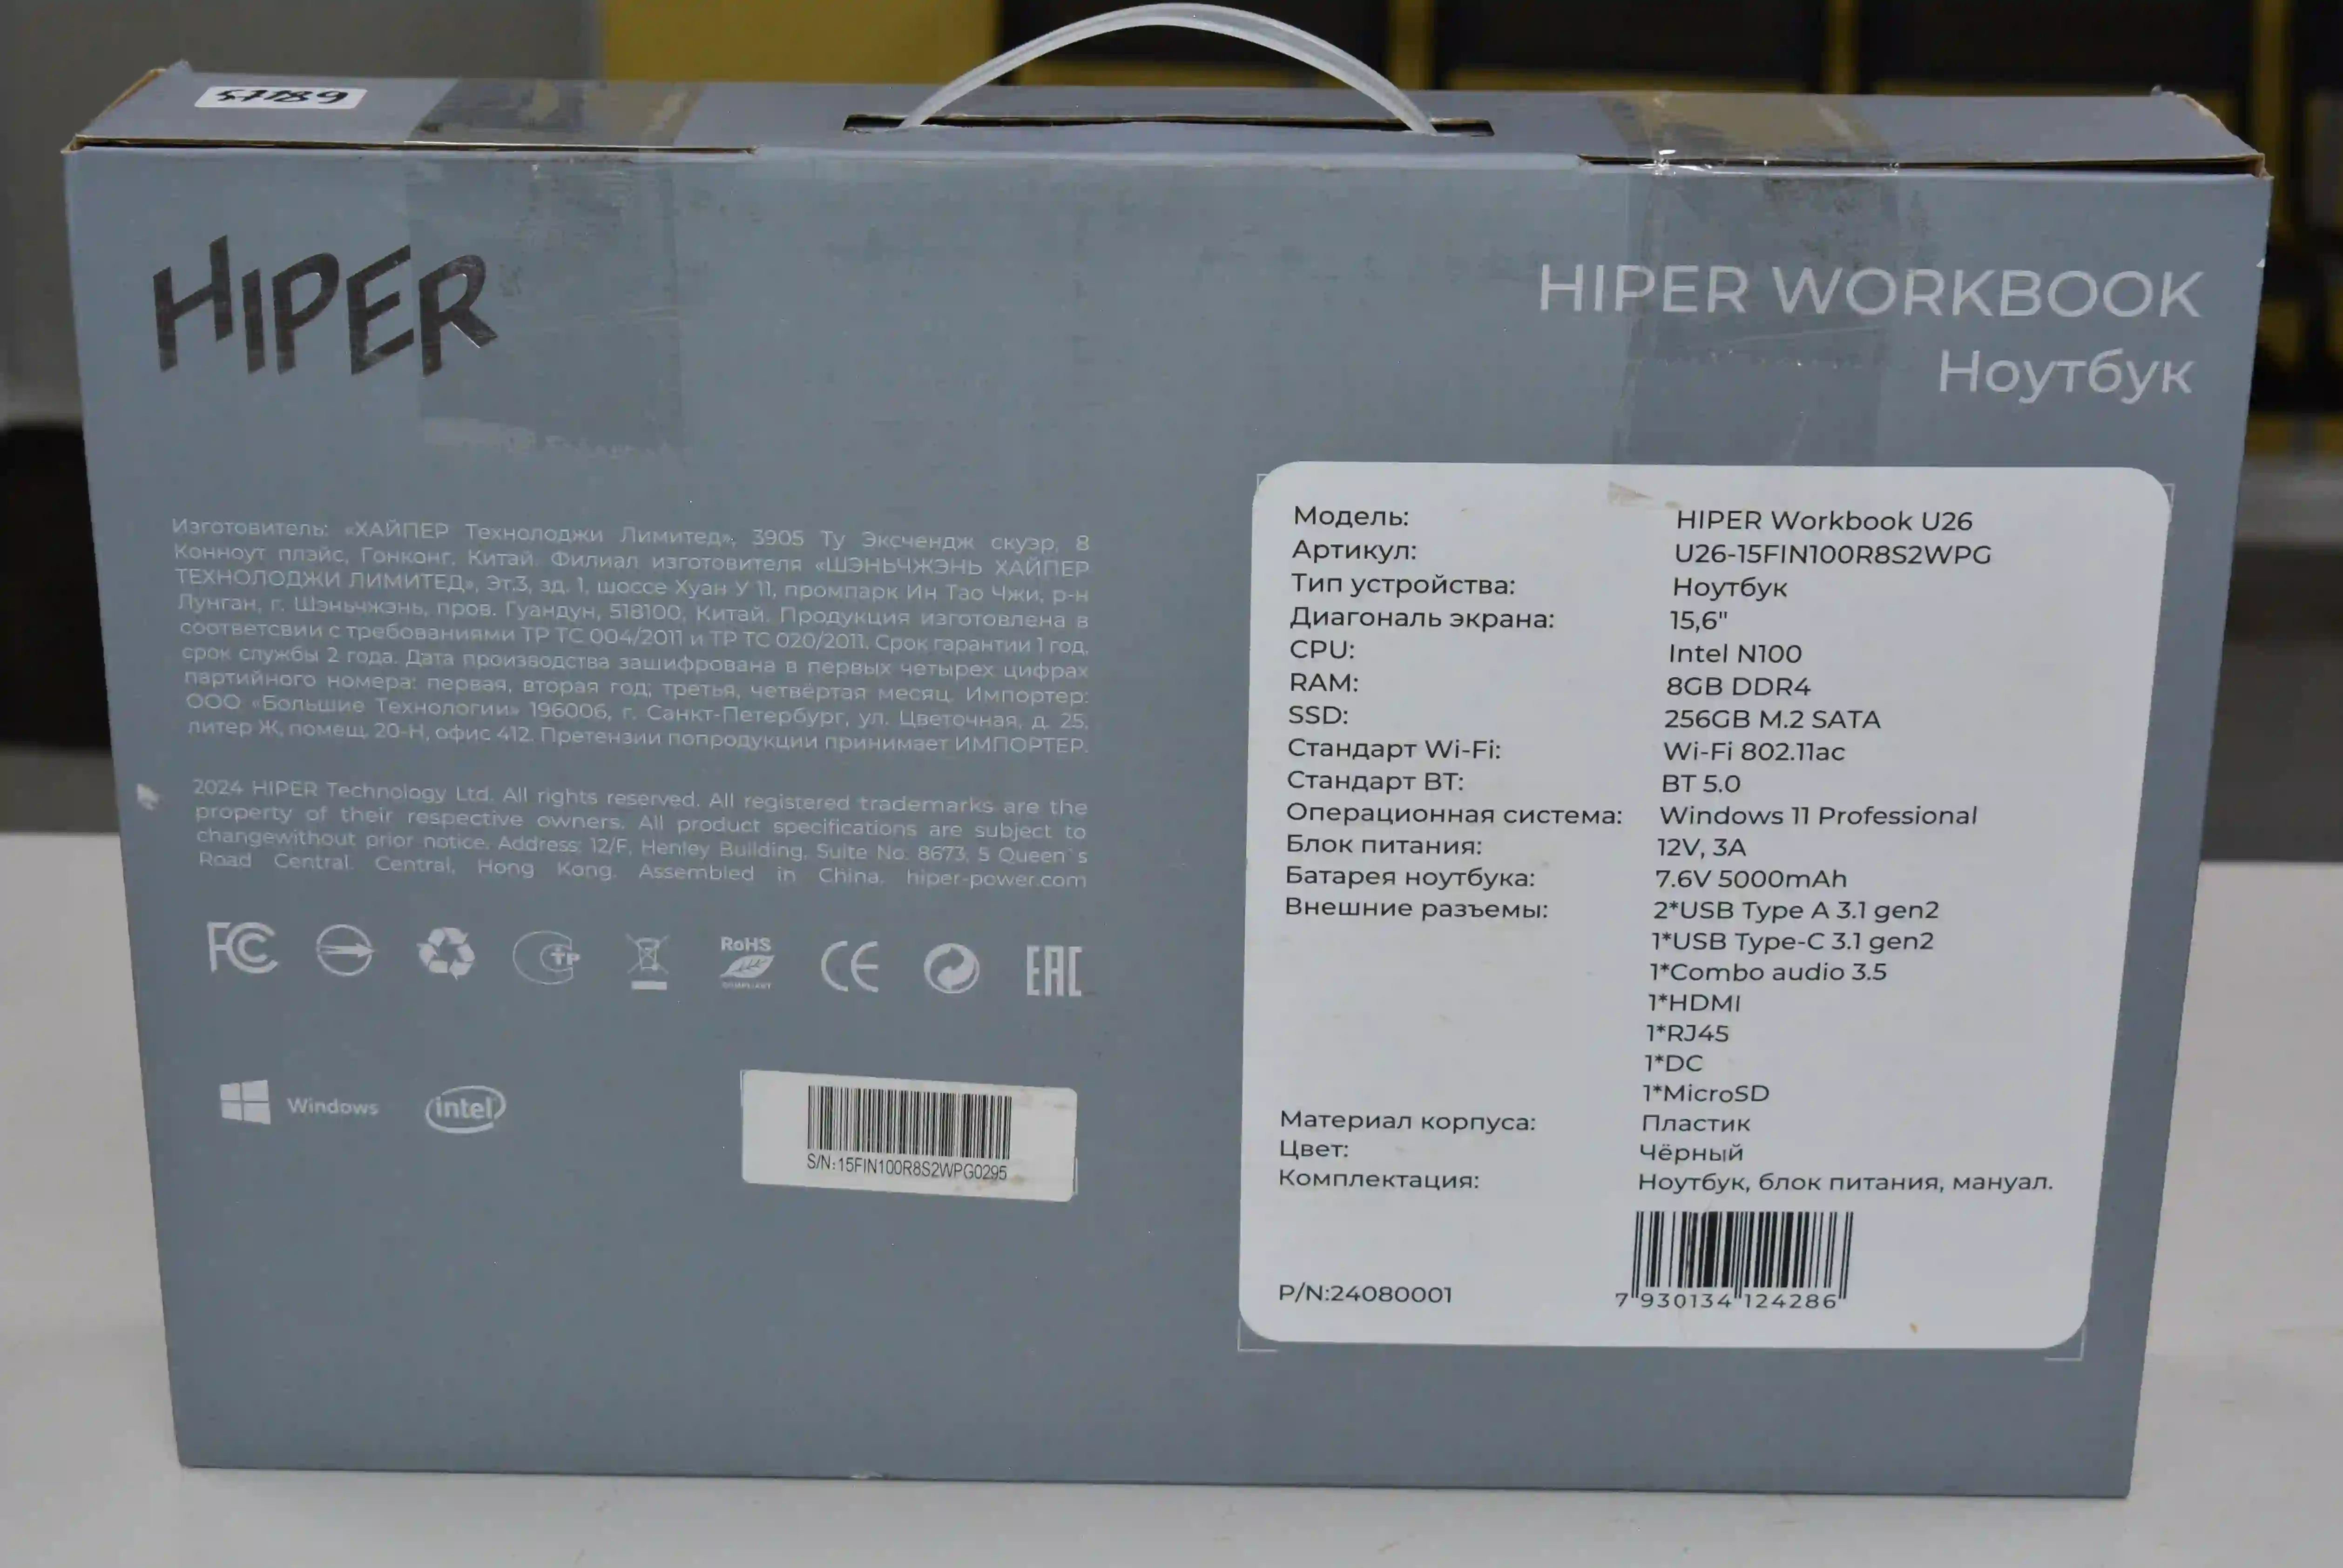 57189
HIPER
HIPER WORKBOOK
Ноутбук
Изготовитель: «ХАЙПЕР Технолоджи Лимитед», 3905 Ту Эксчендж скуэр, 8
Конноут плэйс, Гонконг, Китай. Филиал изготовителя «ШЭНЬЧЖЭНЬ ХАЙПЕР
ТЕХНОЛОДЖИ ЛИМИТЕД», Эт.3, зд. 1, шоссе Хуан У 11, промпарк Ин Тао Чжи, р-н
Лунган, г. Шэньчжэнь, пров. Гуандун, 518100, Китай. Продукция изготовлена в
соответсвии с требованиями ТР ТС 004/2011 и ТР ТС 020/2011. Срок гарантии 1 год,
срок службы 2 года. Дата производства зашифрована в первых четырех цифрах
партийного номера: первая, вторая год; третья, четвёртая месяц. Импортер:
ООО «Большие Технологии» 196006, г. Санкт-Петербург, ул. Цветочная, д. 25,
литер Ж, помещ. 20-Н, офис 412. Претензии попродукции принимает ИМПОРТЕР.
2024 HIPER Technology Ltd. All rights reserved. All registered trademarks are the
property of their respective owners. All product specifications are subject to
changewithout prior notice. Address: 12/F, Henley Building, Suite No. 8673, 5 Queen`s
Road Central. Central, Hong Kong. Assembled in China. hiper-power.com
FC
TP
RoHS
COMPLIANT
CE
EAC
Windows
intel
S/N:15FIN100R8S2WPG0295
Модель: HIPER Workbook U26
Артикул: U26-15FIN100R8S2WPG
Тип устройства: Ноутбук
Диагональ экрана: 15,6"
CPU: Intel N100
RAM: 8GB DDR4
SSD: 256GB M.2 SATA
Стандарт Wi-Fi: Wi-Fi 802.11ac
Стандарт BT: BT 5.0
Операционная система: Windows 11 Professional
Блок питания: 12V, 3A
Батарея ноутбука: 7.6V 5000mAh
Внешние разъемы: 2*USB Type A 3.1 gen2
1*USB Type-C 3.1 gen2
1*Combo audio 3.5
1*HDMI
1*RJ45
1*DC
1*MicroSD
Материал корпуса: Пластик
Цвет: Чёрный
Комплектация: Ноутбук, блок питания, мануал.
P/N:24080001
7 930134 124286